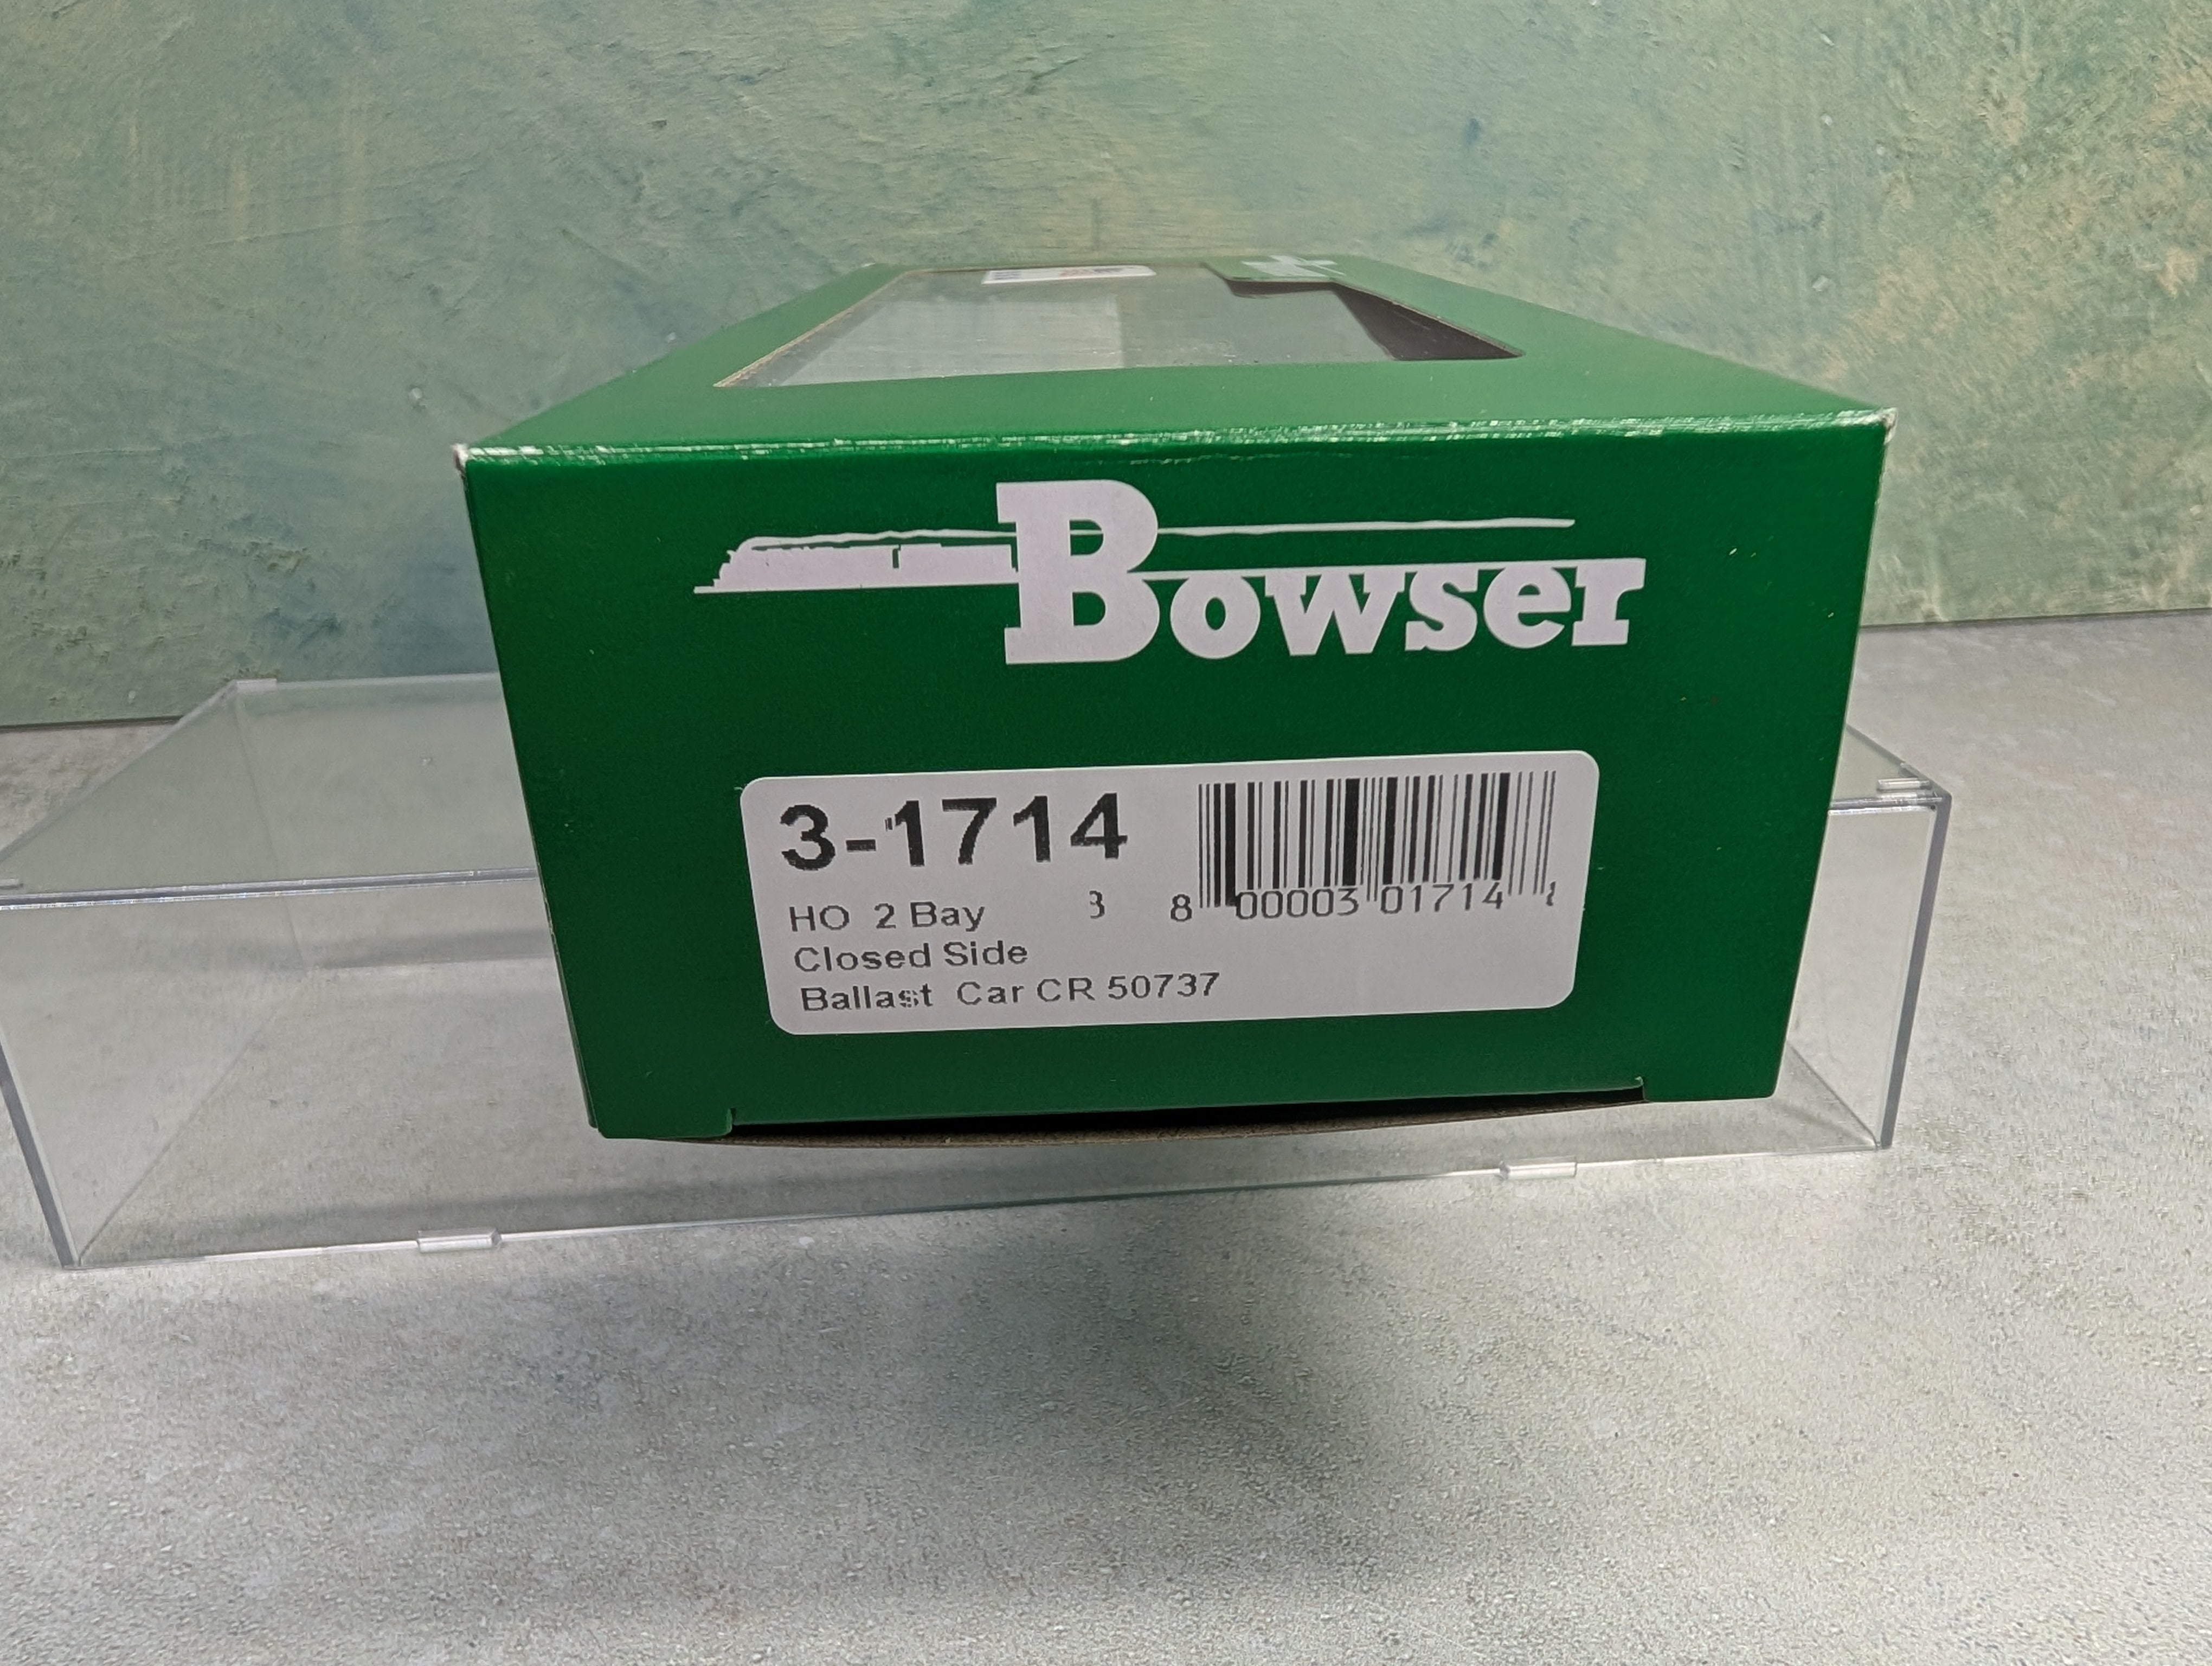 Bowser
3-1714
8 00003 01714
HO 2 Bay 3
Closed Side
Ballast Car CR 50737